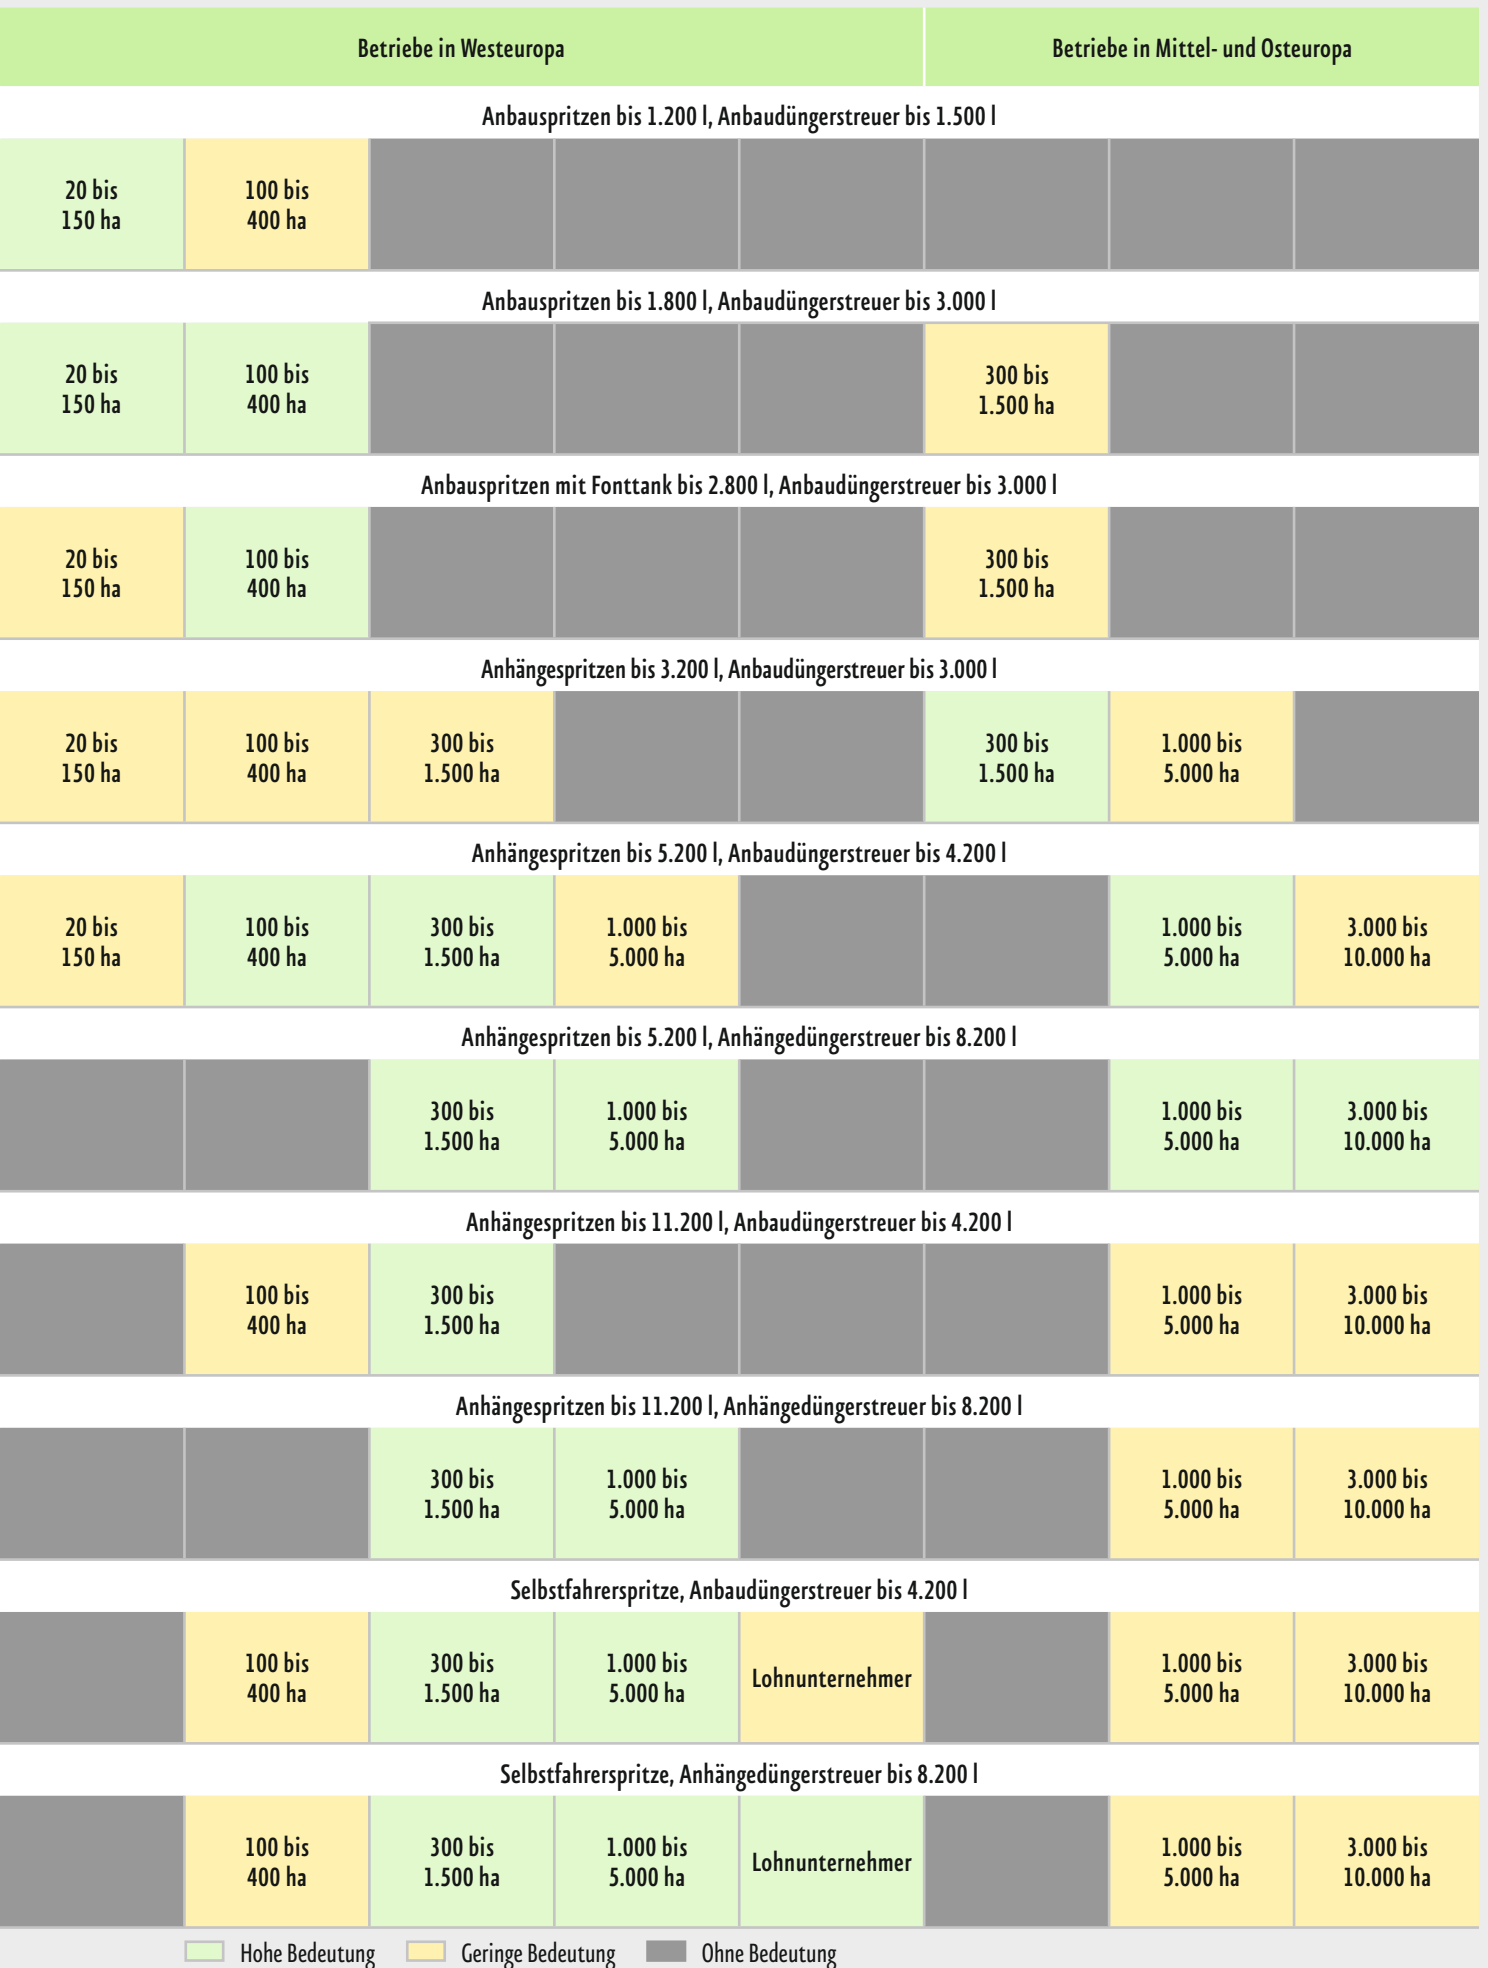 Betriebe in Westeuropa
Betriebe in Mittel- und Osteuropa
Anbauspritzen bis 1.200 l, Anbaudüngerstreuer bis 1.500 l
20 bis
150 ha
100 bis
400 ha
Anbauspritzen bis 1.800 l, Anbaudüngerstreuer bis 3.000 l
20 bis
150 ha
100 bis
400 ha
300 bis
1.500 ha
Anbauspritzen mit Fonttank bis 2.800 l, Anbaudüngerstreuer bis 3.000 l
20 bis
150 ha
100 bis
400 ha
300 bis
1.500 ha
Anhängespritzen bis 3.200 l, Anbaudüngerstreuer bis 3.000 l
20 bis
150 ha
100 bis
400 ha
300 bis
1.500 ha
300 bis
1.500 ha
1.000 bis
5.000 ha
Anhängespritzen bis 5.200 l, Anbaudüngerstreuer bis 4.200 l
20 bis
150 ha
100 bis
400 ha
300 bis
1.500 ha
1.000 bis
5.000 ha
1.000 bis
5.000 ha
3.000 bis
10.000 ha
Anhängespritzen bis 5.200 l, Anhängedüngerstreuer bis 8.200 l
300 bis
1.500 ha
1.000 bis
5.000 ha
1.000 bis
5.000 ha
3.000 bis
10.000 ha
Anhängespritzen bis 11.200 l, Anbaudüngerstreuer bis 4.200 l
100 bis
400 ha
300 bis
1.500 ha
1.000 bis
5.000 ha
3.000 bis
10.000 ha
Anhängespritzen bis 11.200 l, Anhängedüngerstreuer bis 8.200 l
300 bis
1.500 ha
1.000 bis
5.000 ha
1.000 bis
5.000 ha
3.000 bis
10.000 ha
Selbstfahrerspritze, Anbaudüngerstreuer bis 4.200 l
100 bis
400 ha
300 bis
1.500 ha
1.000 bis
5.000 ha
Lohnunternehmer
1.000 bis
5.000 ha
3.000 bis
10.000 ha
Selbstfahrerspritze, Anhängedüngerstreuer bis 8.200 l
100 bis
400 ha
300 bis
1.500 ha
1.000 bis
5.000 ha
Lohnunternehmer
1.000 bis
5.000 ha
3.000 bis
10.000 ha
Hohe Bedeutung
Geringe Bedeutung
Ohne Bedeutung